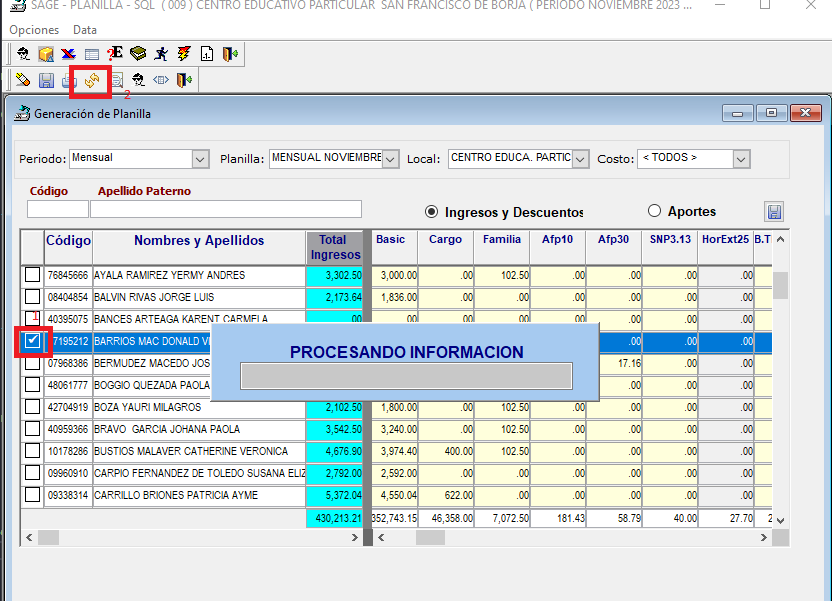 SAGE - PLANILLA - SQL ( 009 ) CENTRO EDUCATIVO PARTICULAR SAN FRANCISCO DE BORJA ( PERIODO NOVIEMBRE 2023 ...
Opciones Data
2
Generación de Planilla
Periodo: Mensual Planilla: MENSUAL NOVIEMBRE Local: CENTRO EDUCA. PARTIC Costo: < TODOS >
Código Apellido Paterno
Ingresos y Descuentos Aportes
Código Nombres y Apellidos Total Ingresos Basic Cargo Familia Afp10 Afp30 SNP3.13 HorExt25 B.T
76845666 AYALA RAMIREZ YERMY ANDRES 3,302.50 3,000.00 .00 102.50 .00 .00 .00 .00
08404854 BALVIN RIVAS JORGE LUIS 2,173.64 1,836.00 .00 .00 .00 .00 .00 .00
1
40395075 BANCES ARTEAGA KARENT CARMELA .00 .00 .00 .00 .00 .00 .00 .00
7195212 BARRIOS MAC DONALD .00 .00 .00
07968386 BERMUDEZ MACEDO JOS 17.16 .00 .00
48061777 BOGGIO QUEZADA PAOLA .00 .00 .00
PROCESANDO INFORMACION
42704919 BOZA YAURI MILAGROS 2,102.50 1,800.00 .00 102.50 .00 .00 .00 .00
40959366 BRAVO GARCIA JOHANA PAOLA 3,542.50 3,240.00 .00 102.50 .00 .00 .00 .00
10178286 BUSTIOS MALAVER CATHERINE VERONICA 4,676.90 3,974.40 400.00 102.50 .00 .00 .00 .00
09960910 CARPIO FERNANDEZ DE TOLEDO SUSANA ELIZ 2,792.00 2,592.00 .00 .00 .00 .00 .00 .00
09338314 CARRILLO BRIONES PATRICIA AYME 5,372.04 4,550.04 622.00 .00 .00 .00 .00 .00
430,213.21 352,743.15 46,358.00 7,072.50 181.43 58.79 40.00 27.70 2